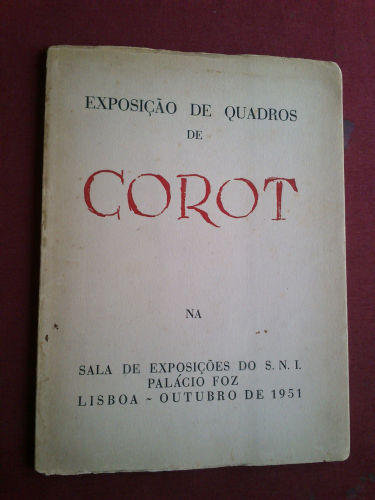 EXPOSIÇÃO DE QUADROS
DE
COROT
NA
SALA DE EXPOSIÇÕES DO S. N. I.
PALÁCIO FOZ
LISBOA - OUTUBRO DE 1951